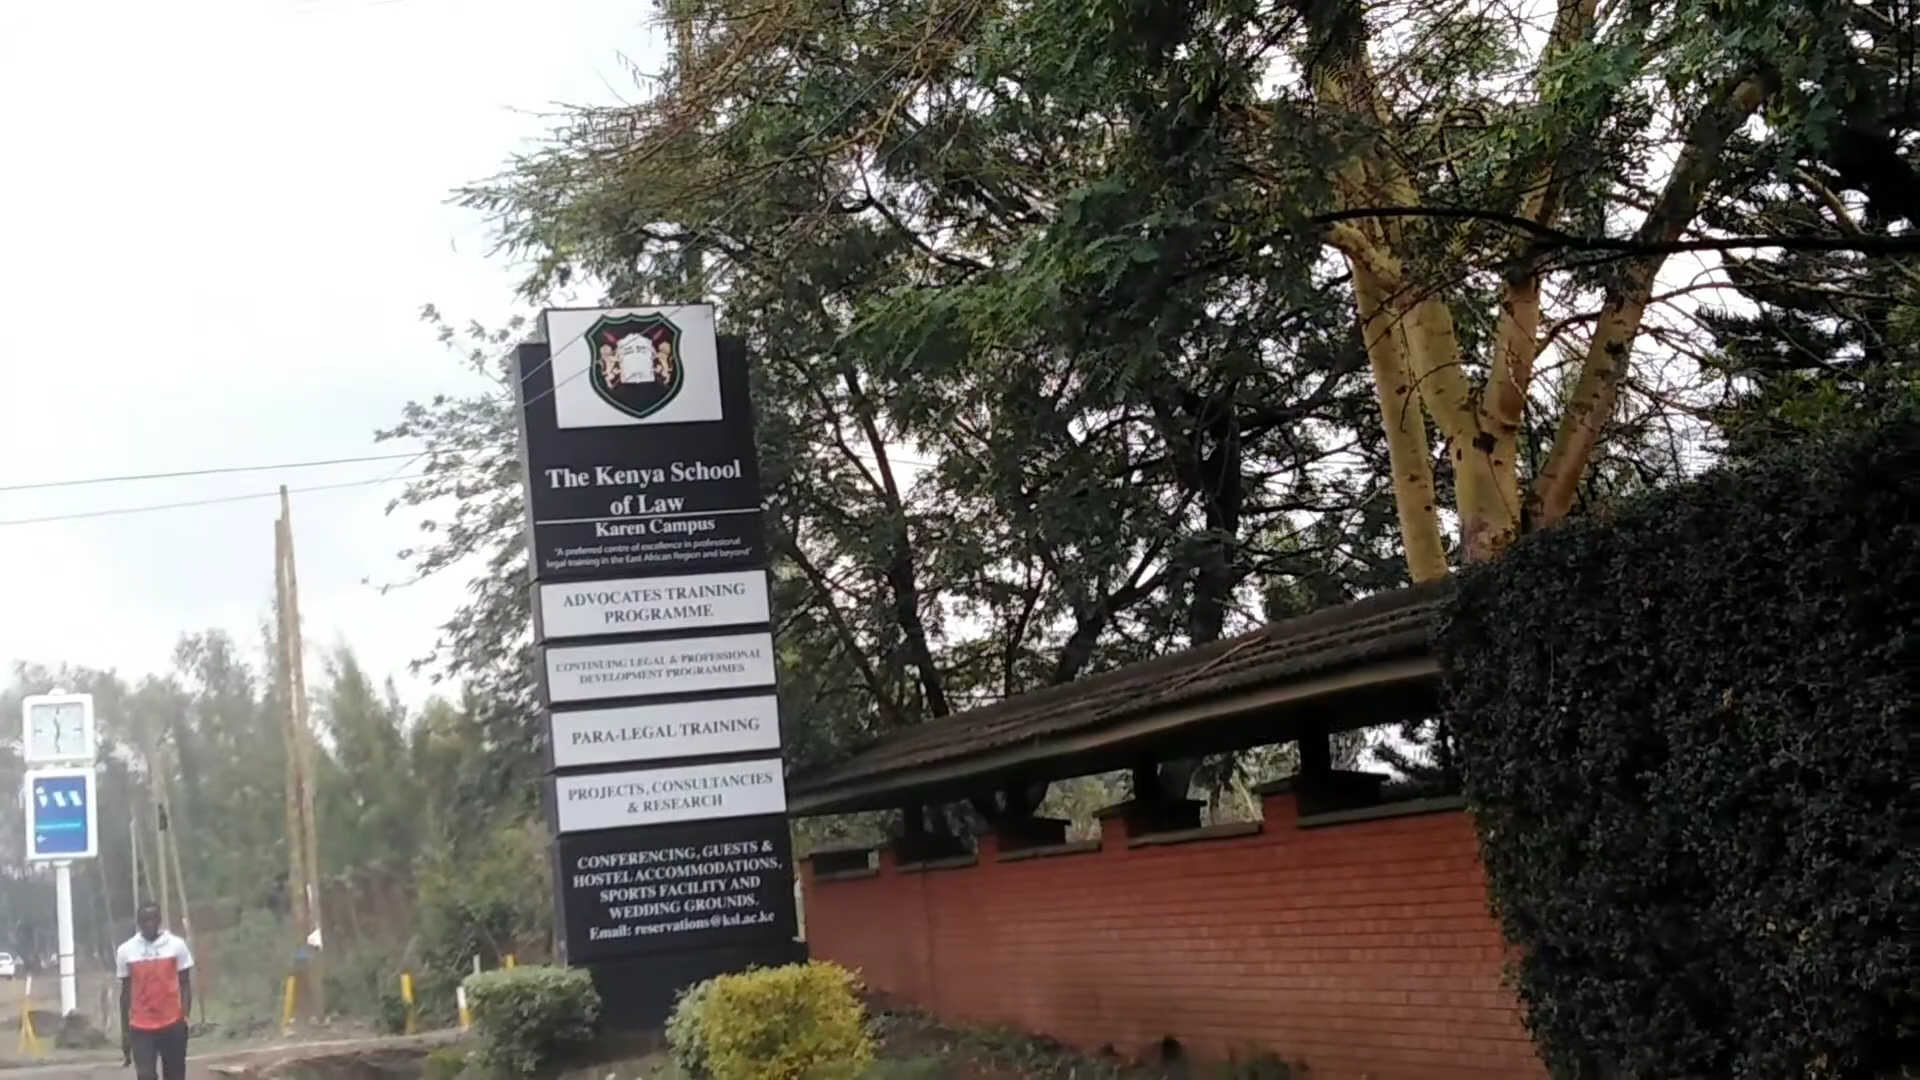 The Kenya School
of Law
Karen Campus
"A preferred centre of excellence in professional
legal training in the East African Region and beyond"
ADVOCATES TRAINING
PROGRAMME
CONTINUING LEGAL & PROFESSIONAL
DEVELOPMENT PROGRAMMES
PARA-LEGAL TRAINING
PROJECTS, CONSULTANCIES
& RESEARCH
CONFERENCING, GUESTS &
HOSTEL ACCOMMODATIONS,
SPORTS FACILITY AND
WEDDING GROUNDS.
Email: reservations@ksl.ac.ke